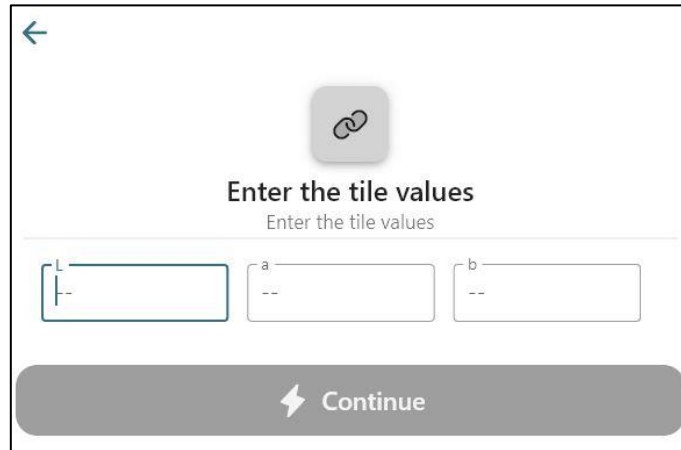 Enter the tile values
Enter the tile values
L a b
-- -- --
Continue